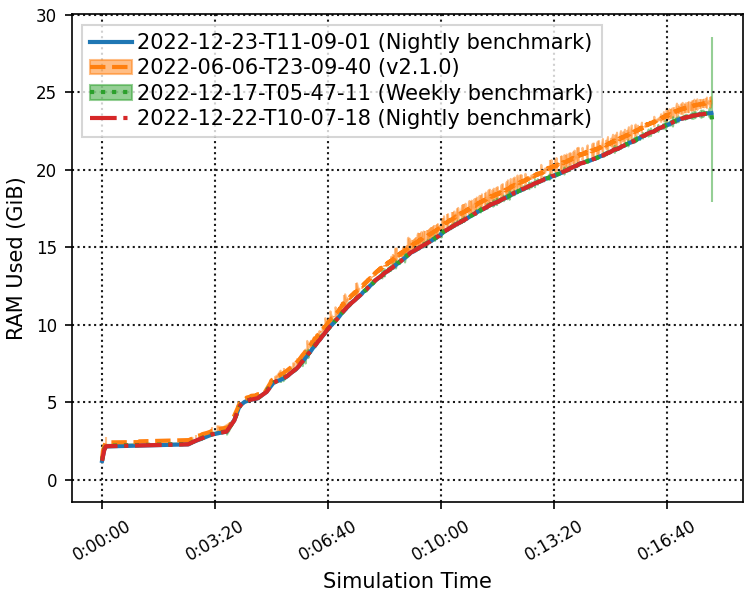 2022-12-23-T11-09-01 (Nightly benchmark)
2022-06-06-T23-09-40 (v2.1.0)
2022-12-17-T05-47-11 (Weekly benchmark)
2022-12-22-T10-07-18 (Nightly benchmark)
30
25
20
15
10
5
0
RAM Used (GiB)
0:00:00
0:03:20
0:06:40
0:10:00
0:13:20
0:16:40
Simulation Time